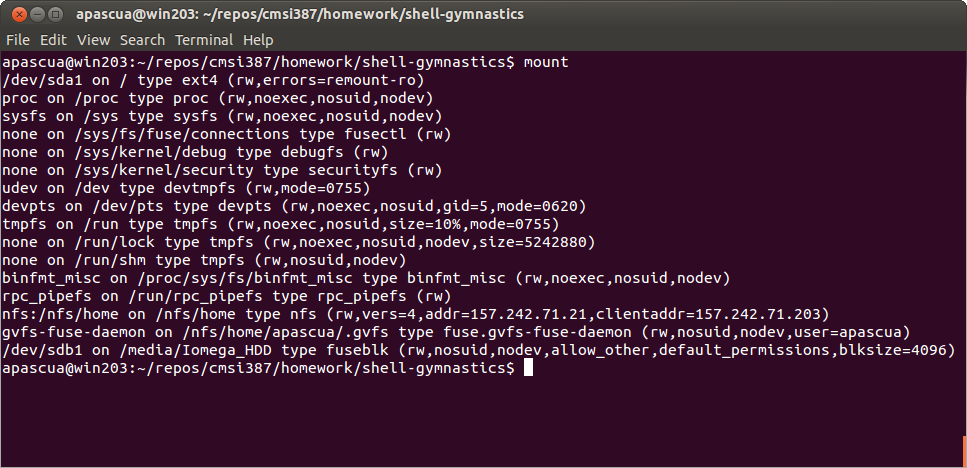 apascua@win203: ~/repos/cmsi387/homework/shell-gymnastics
File Edit View Search Terminal Help
apascua@win203:~/repos/cmsi387/homework/shell-gymnastics$ mount
/dev/sda1 on / type ext4 (rw,errors=remount-ro)
proc on /proc type proc (rw,noexec,nosuid,nodev)
sysfs on /sys type sysfs (rw,noexec,nosuid,nodev)
none on /sys/fs/fuse/connections type fusectl (rw)
none on /sys/kernel/debug type debugfs (rw)
none on /sys/kernel/security type securityfs (rw)
udev on /dev type devtmpfs (rw,mode=0755)
devpts on /dev/pts type devpts (rw,noexec,nosuid,gid=5,mode=0620)
tmpfs on /run type tmpfs (rw,noexec,nosuid,size=10%,mode=0755)
none on /run/lock type tmpfs (rw,noexec,nosuid,nodev,size=5242880)
none on /run/shm type tmpfs (rw,nosuid,nodev)
binfmt_misc on /proc/sys/fs/binfmt_misc type binfmt_misc (rw,noexec,nosuid,nodev)
rpc_pipefs on /run/rpc_pipefs type rpc_pipefs (rw)
nfs:/nfs/home on /nfs/home type nfs (rw,vers=4,addr=157.242.71.21,clientaddr=157.242.71.203)
gvfs-fuse-daemon on /nfs/home/apascua/.gvfs type fuse.gvfs-fuse-daemon (rw,nosuid,nodev,user=apascua)
/dev/sdb1 on /media/Iomega_HDD type fuseblk (rw,nosuid,nodev,allow_other,default_permissions,blksize=4096)
apascua@win203:~/repos/cmsi387/homework/shell-gymnastics$